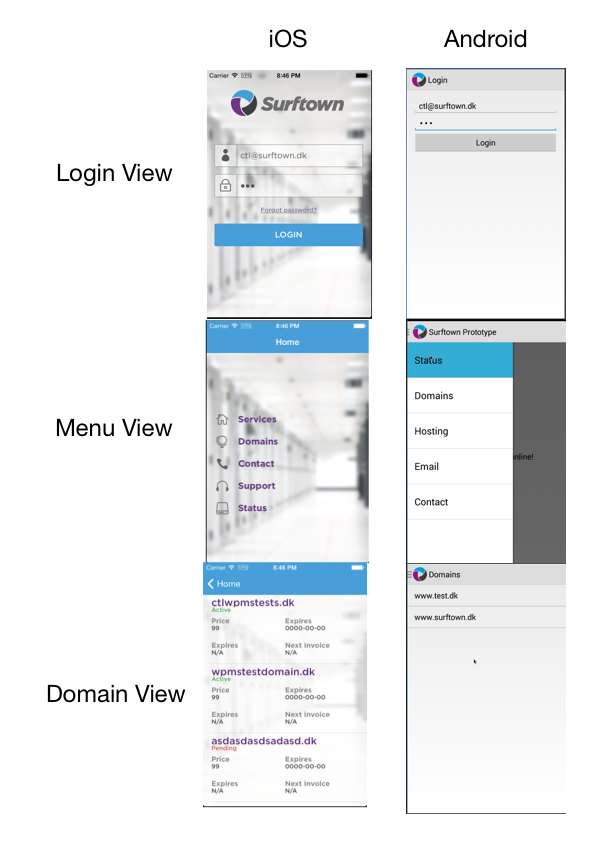 iOS
Android
Login View
Carrier VPN 8:46 PM
Surftown
ctl@surftown.dk
•••
Forgot password?
LOGIN
Login
ctl@surftown.dk
•••
Login
Menu View
Carrier VPN 8:46 PM
Home
Services
Domains
Contact
Support
Status
Surftown Prototype
Status
Domains
Hosting
Email
Contact
nline!
Domain View
Carrier VPN 8:46 PM
Home
ctlwpmstests.dk
Active
Price Expires
99 0000-00-00
Expires Next invoice
N/A N/A
wpmstestdomain.dk
Active
Price Expires
99 0000-00-00
Expires Next invoice
N/A N/A
asdasdasdsadasd.dk
Pending
Price Expires
99 0000-00-00
Expires Next invoice
N/A N/A
Domains
www.test.dk
www.surftown.dk